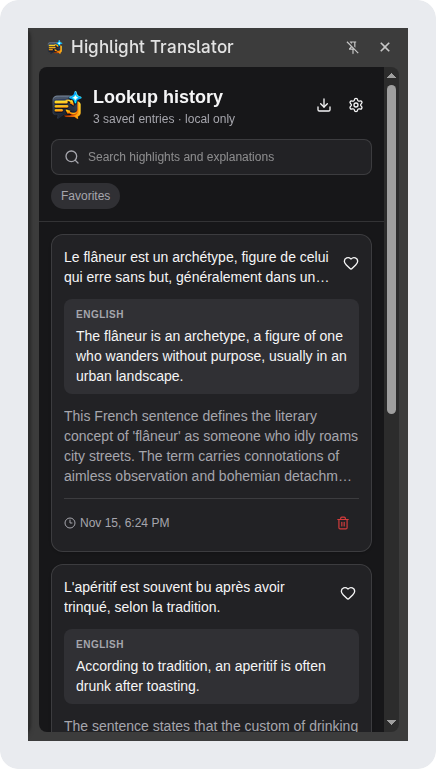 Highlight Translator
Lookup history
3 saved entries · local only
Search highlights and explanations
Favorites
Le flâneur est un archétype, figure de celui
qui erre sans but, généralement dans un…
ENGLISH
The flâneur is an archetype, a figure of one
who wanders without purpose, usually in an
urban landscape.
This French sentence defines the literary
concept of 'flâneur' as someone who idly roams
city streets. The term carries connotations of
aimless observation and bohemian detachm…
Nov 15, 6:24 PM
L'apéritif est souvent bu après avoir
trinqué, selon la tradition.
ENGLISH
According to tradition, an aperitif is often
drunk after toasting.
The sentence states that the custom of drinking